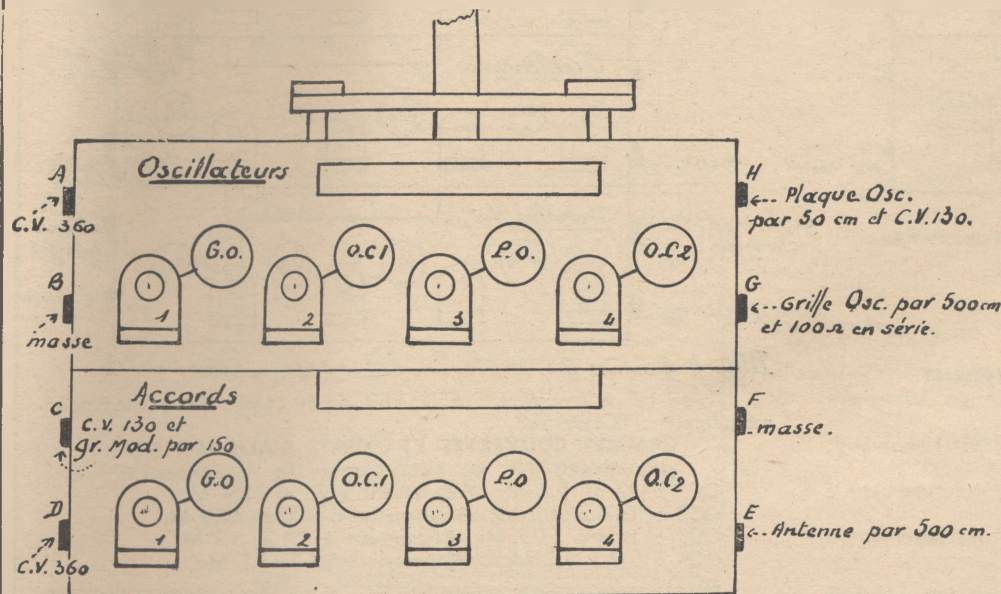 Oscillateurs
A
C.V. 360
H
Plaque Osc.
par 50 cm et C.V. 130.
G.O.
O.C1
P.O.
O.C2
1
2
3
4
B
masse
G
Grille Osc. par 500 cm
et 100 Ω en série.
Accords
C
C.V. 130 et
gr. Mod. par 150
F
masse.
G.O
O.C.1
P.O
O.C2
1
2
3
4
D
C.V. 360
E
Antenne par 500 cm.